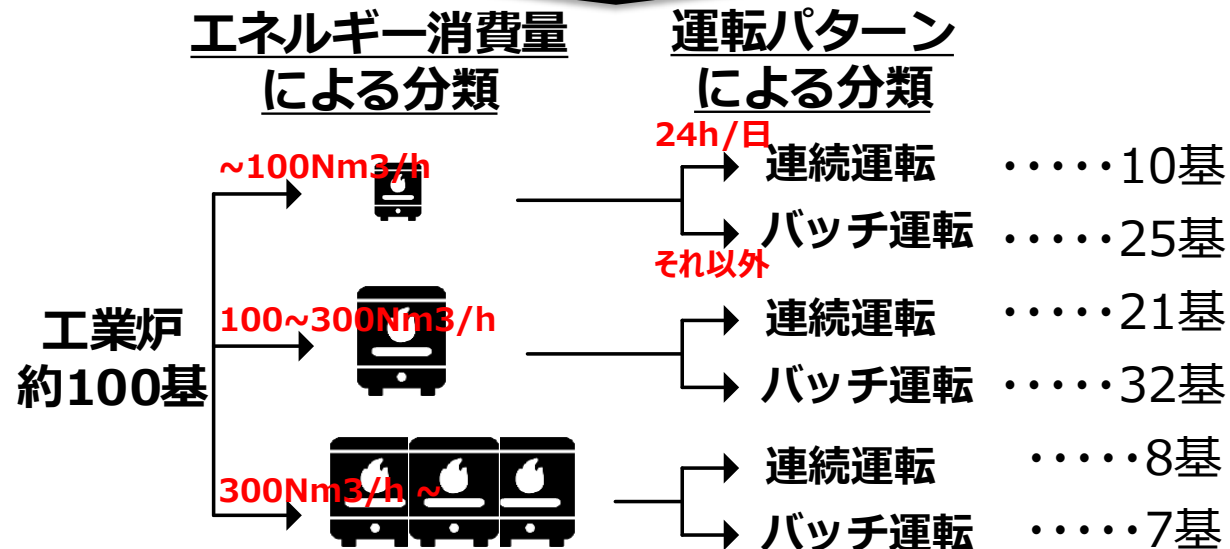 エネルギー消費量
による分類
運転パターン
による分類
~100Nm3/h
24h/日
連続運転 ・・・・・10基
バッチ運転 ・・・・・25基
それ以外
工業炉
約100基
100~300Nm3/h
連続運転 ・・・・・21基
バッチ運転 ・・・・・32基
300Nm3/h ~
連続運転 ・・・・・8基
バッチ運転 ・・・・・7基